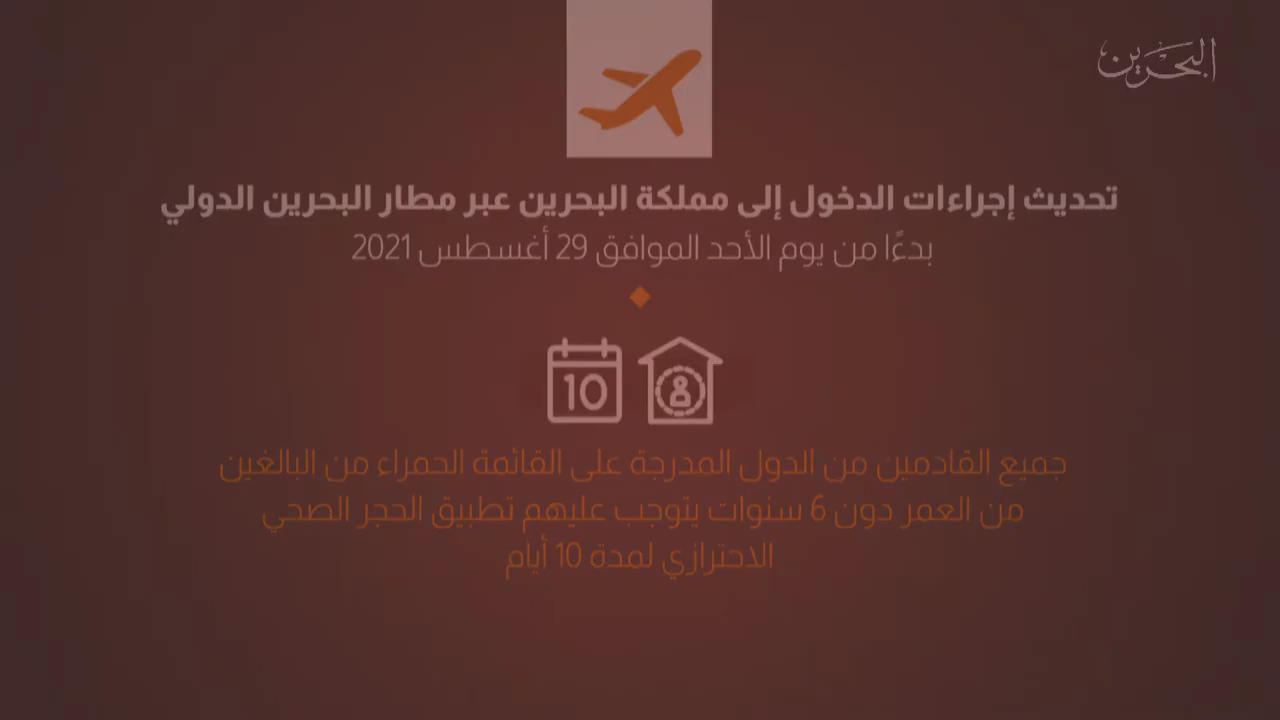 البحرين
تحديث إجراءات الدخول إلى مملكة البحرين عبر مطار البحرين الدولي
بدءًا من يوم الأحد الموافق 29 أغسطس 2021
10
جميع القادمين من الدول المدرجة على القائمة الحمراء من البالغين
من العمر دون 6 سنوات يتوجب عليهم تطبيق الحجر الصحي
الاحترازي لمدة 10 أيام